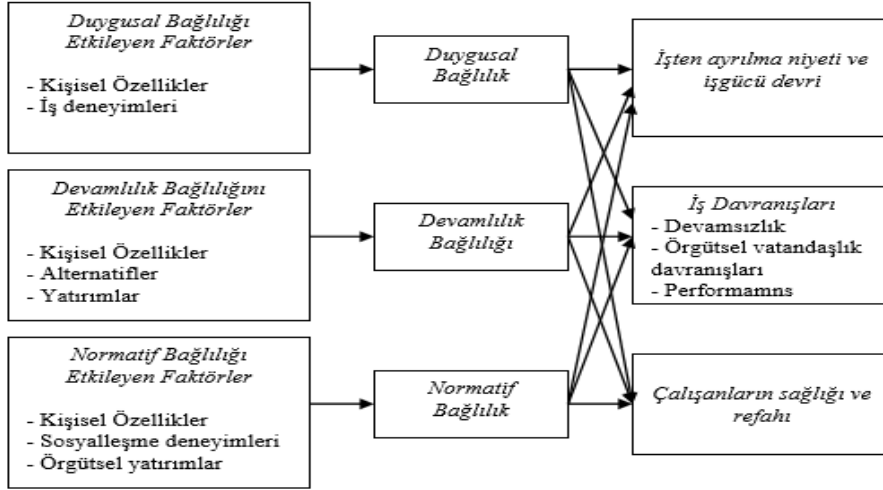 Duygusal Bağlılığı
Etkileyen Faktörler
- Kişisel Özellikler
- İş deneyimleri
Duygusal
Bağlılık
İşten ayrılma niyeti ve
işgücü devri
Devamlılık Bağlılığını
Etkileyen Faktörler
- Kişisel Özellikler
- Alternatifler
- Yatırımlar
Devamlılık
Bağlılığı
İş Davranışları
- Devamsızlık
- Örgütsel vatandaşlık
davranışları
- Performamns
Normatif Bağlılığı
Etkileyen Faktörler
- Kişisel Özellikler
- Sosyalleşme deneyimleri
- Örgütsel yatırımlar
Normatif
Bağlılık
Çalışanların sağlığı ve
refahı